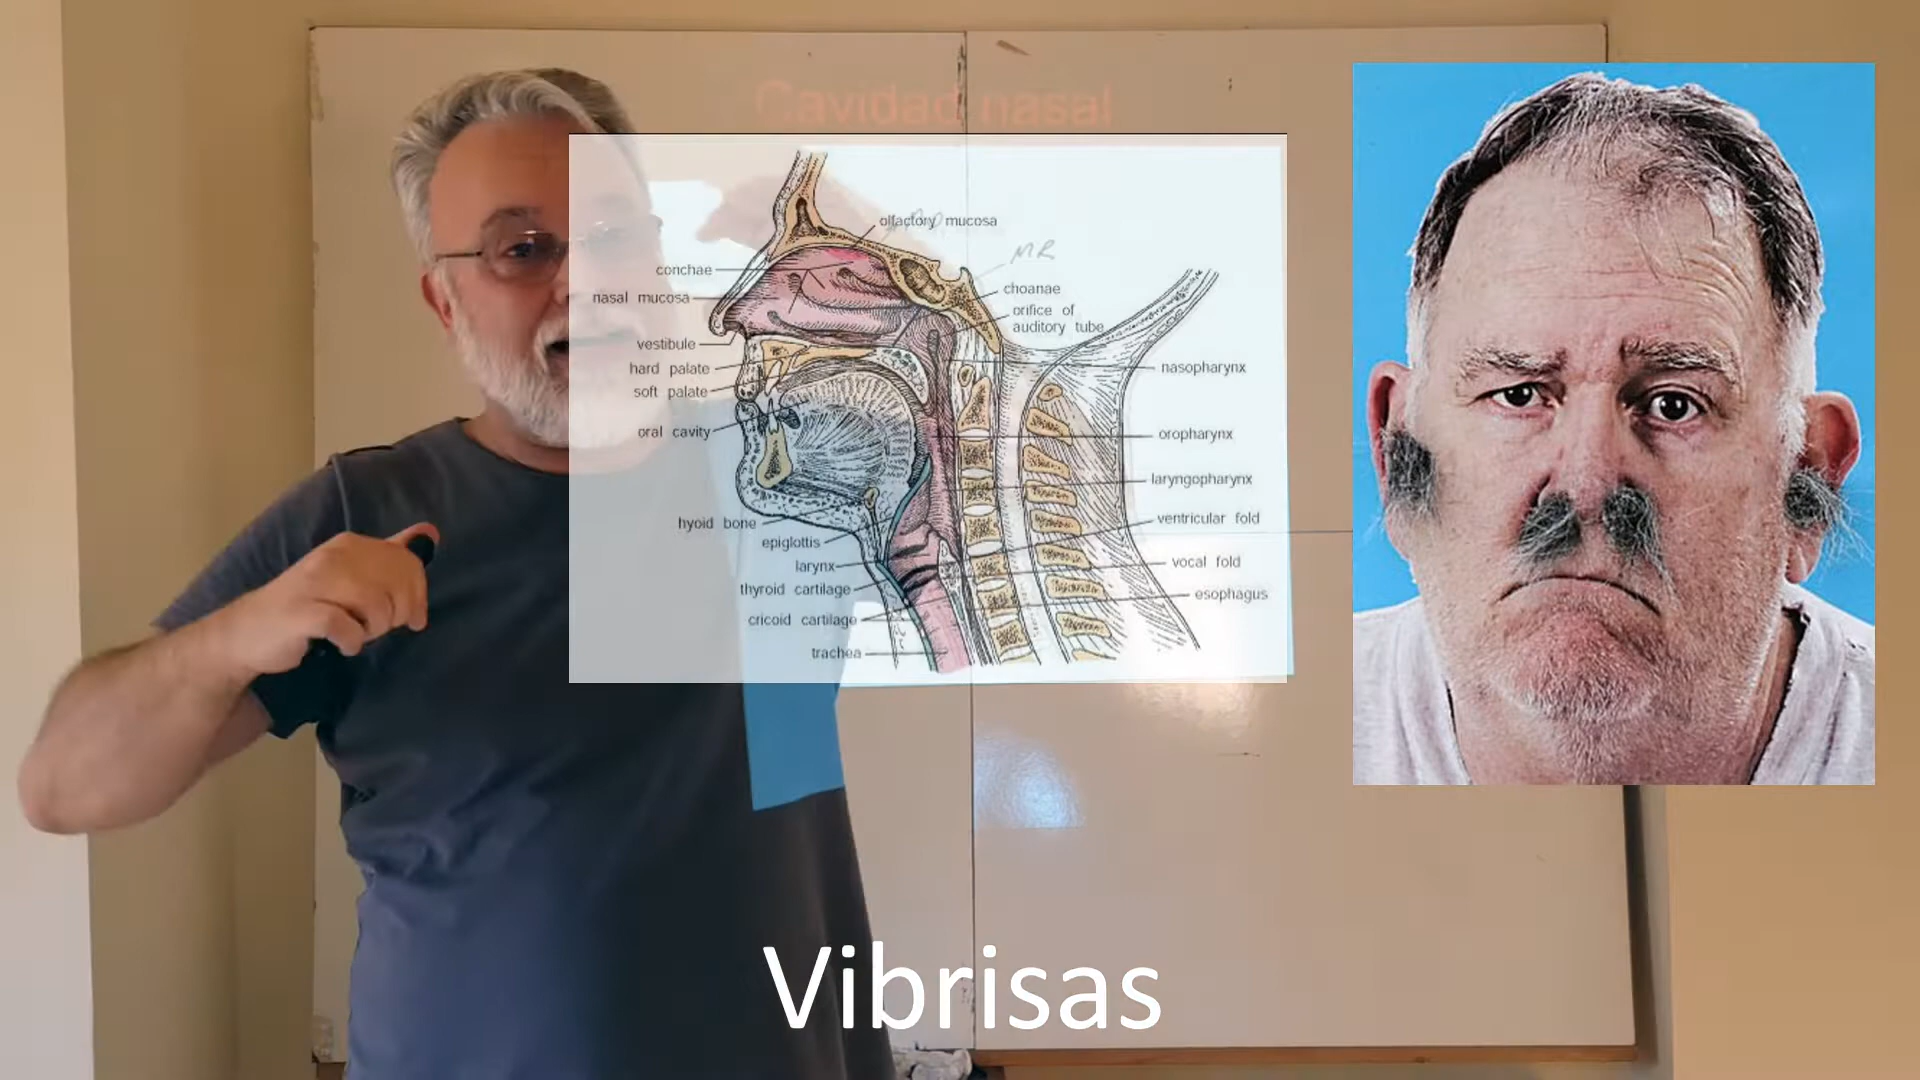 Cavidad nasal
olfactory mucosa
MR
conchae
choanae
nasal mucosa
orifice of
auditory tube
vestibule
hard palate
nasopharynx
soft palate
oral cavity
oropharynx
laryngopharynx
hyoid bone
ventricular fold
epiglottis
larynx
vocal fold
thyroid cartilage
esophagus
cricoid cartilage
trachea
Vibrisas